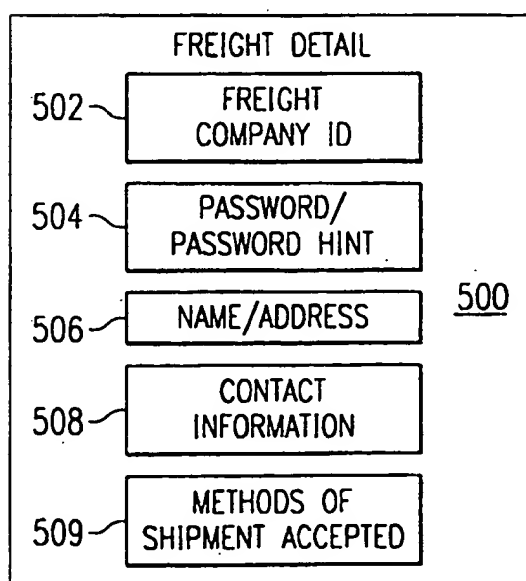 FREIGHT DETAIL
502
FREIGHT
COMPANY ID
504
PASSWORD/
PASSWORD HINT
500
506
NAME/ADDRESS
508
CONTACT
INFORMATION
509
METHODS OF
SHIPMENT ACCEPTED